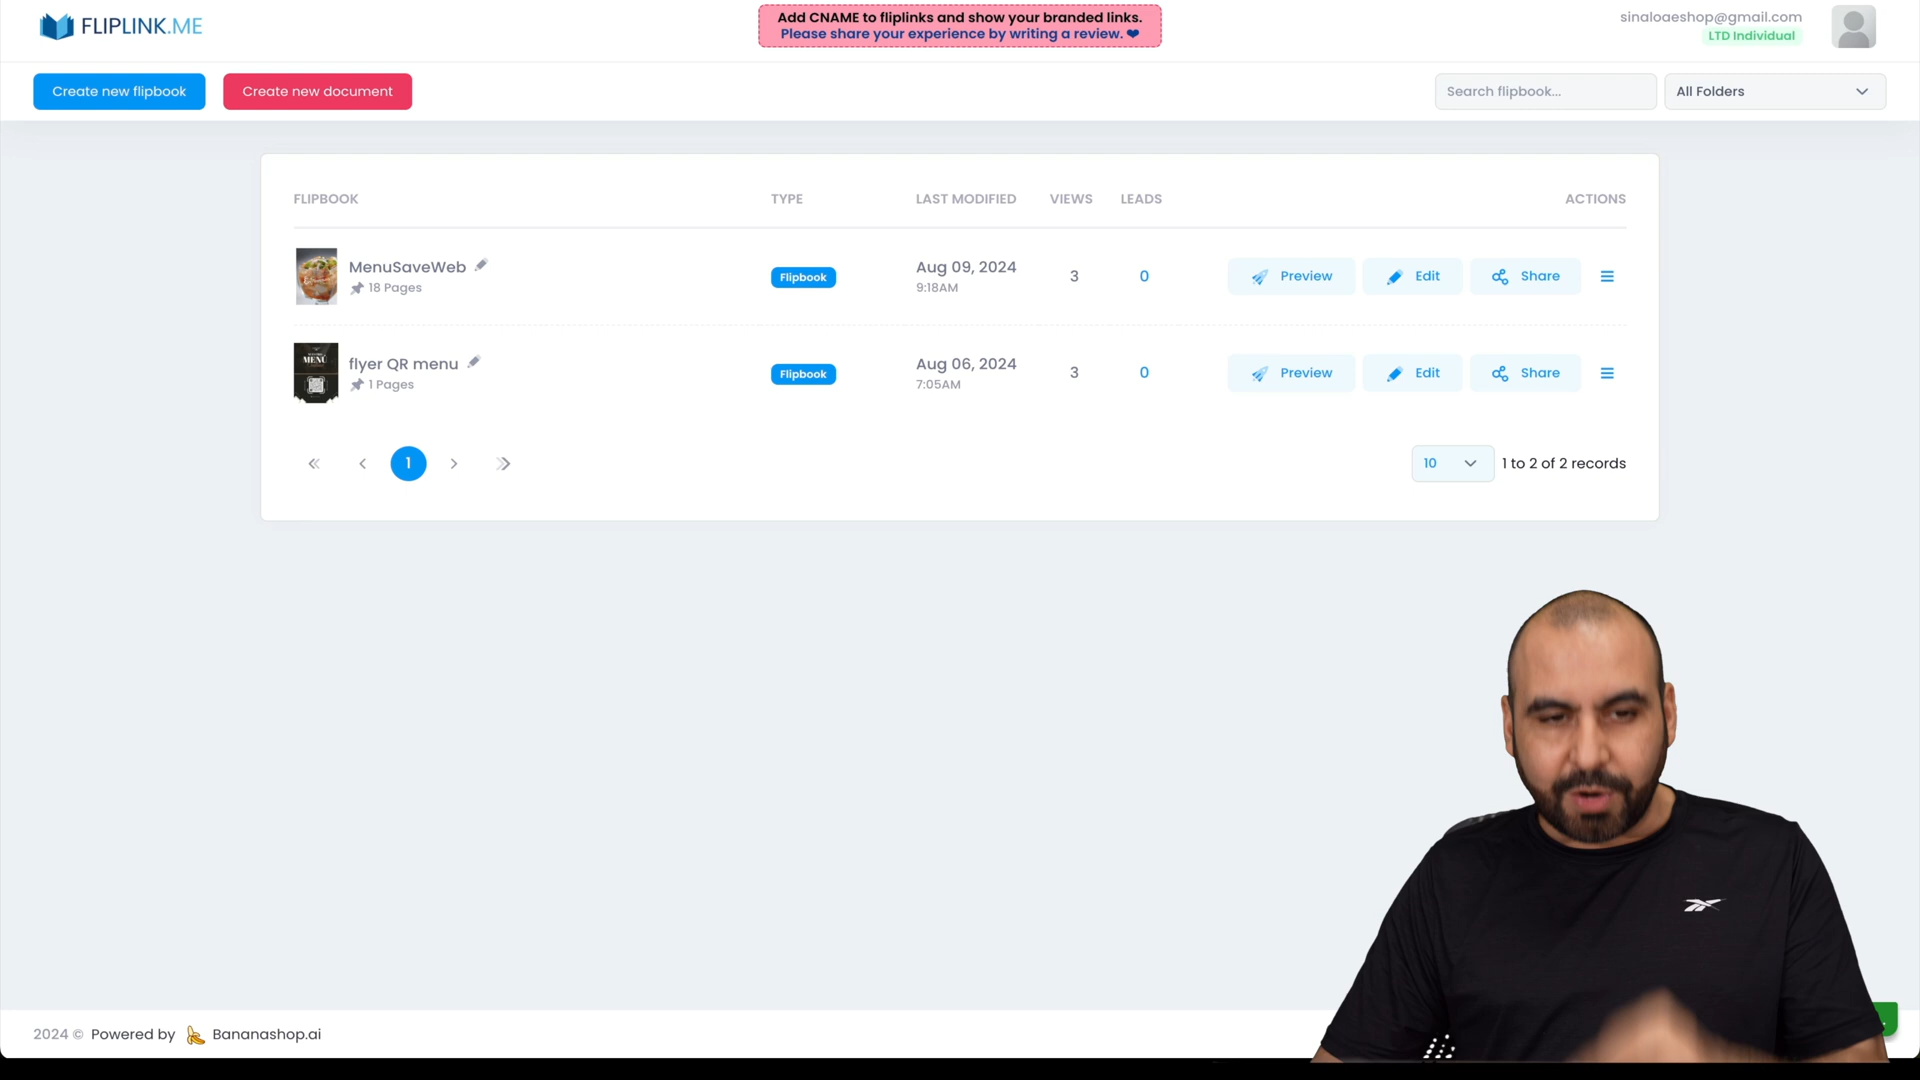 FLIPLINK.ME
Add CNAME to fliplinks and show your branded links.
Please share your experience by writing a review. ❤
sinaloaeshop@gmail.com
LTD Individual
Create new flipbook
Create new document
Search flipbook...
All Folders
FLIPBOOK TYPE LAST MODIFIED VIEWS LEADS ACTIONS
MenuSaveWeb
18 Pages
Flipbook
Aug 09, 2024
9:18AM
3
0
Preview
Edit
Share
MENU
flyer QR menu
1 Pages
Flipbook
Aug 06, 2024
7:05AM
3
0
Preview
Edit
Share
« ‹ 1 › »
10
1 to 2 of 2 records
2024 © Powered by Bananashop.ai